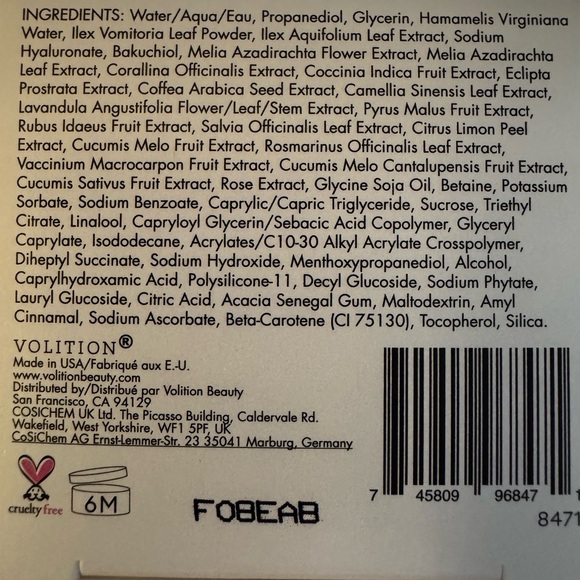 INGREDIENTS: Water/Aqua/Eau, Propanediol, Glycerin, Hamamelis Virginiana
Water, Ilex Vomitoria Leaf Powder, Ilex Aquifolium Leaf Extract, Sodium
Hyaluronate, Bakuchiol, Melia Azadirachta Flower Extract, Melia Azadirachta
Leaf Extract, Corallina Officinalis Extract, Coccinia Indica Fruit Extract, Eclipta
Prostrata Extract, Coffea Arabica Seed Extract, Camellia Sinensis Leaf Extract,
Lavandula Angustifolia Flower/Leaf/Stem Extract, Pyrus Malus Fruit Extract,
Rubus Idaeus Fruit Extract, Salvia Officinalis Leaf Extract, Citrus Limon Peel
Extract, Cucumis Melo Fruit Extract, Rosmarinus Officinalis Leaf Extract,
Vaccinium Macrocarpon Fruit Extract, Cucumis Melo Cantalupensis Fruit Extract,
Cucumis Sativus Fruit Extract, Rose Extract, Glycine Soja Oil, Betaine, Potassium
Sorbate, Sodium Benzoate, Caprylic/Capric Triglyceride, Sucrose, Triethyl
Citrate, Linalool, Capryloyl Glycerin/Sebacic Acid Copolymer, Glyceryl
Caprylate, Isododecane, Acrylates/C10-30 Alkyl Acrylate Crosspolymer,
Diheptyl Succinate, Sodium Hydroxide, Menthoxypropanediol, Alcohol,
Caprylhydroxamic Acid, Polysilicone-11, Decyl Glucoside, Sodium Phytate,
Lauryl Glucoside, Citric Acid, Acacia Senegal Gum, Maltodextrin, Amyl
Cinnamal, Sodium Ascorbate, Beta-Carotene (CI 75130), Tocopherol, Silica.
VOLITION®
Made in USA/Fabriqué aux E.-U.
www.volitionbeauty.com
Distributed by/Distribué par Volition Beauty
San Francisco, CA 94129
COSICHEM UK Ltd. The Picasso Building, Caldervale Rd.
Wakefield, West Yorkshire, WF1 5PF, UK
CoSiChem AG Ernst-Lemmer-Str. 23 35041 Marburg, Germany
cruelty free
6M
FO8EAB
7 45809 96847 1
8471